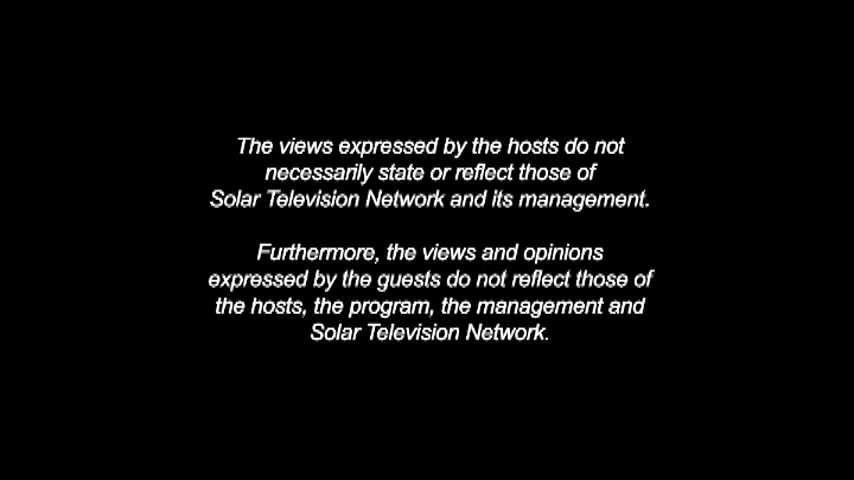 The views expressed by the hosts do not
necessarily state or reflect those of
Solar Television Network and its management.
Furthermore, the views and opinions
expressed by the guests do not reflect those of
the hosts, the program, the management and
Solar Television Network.